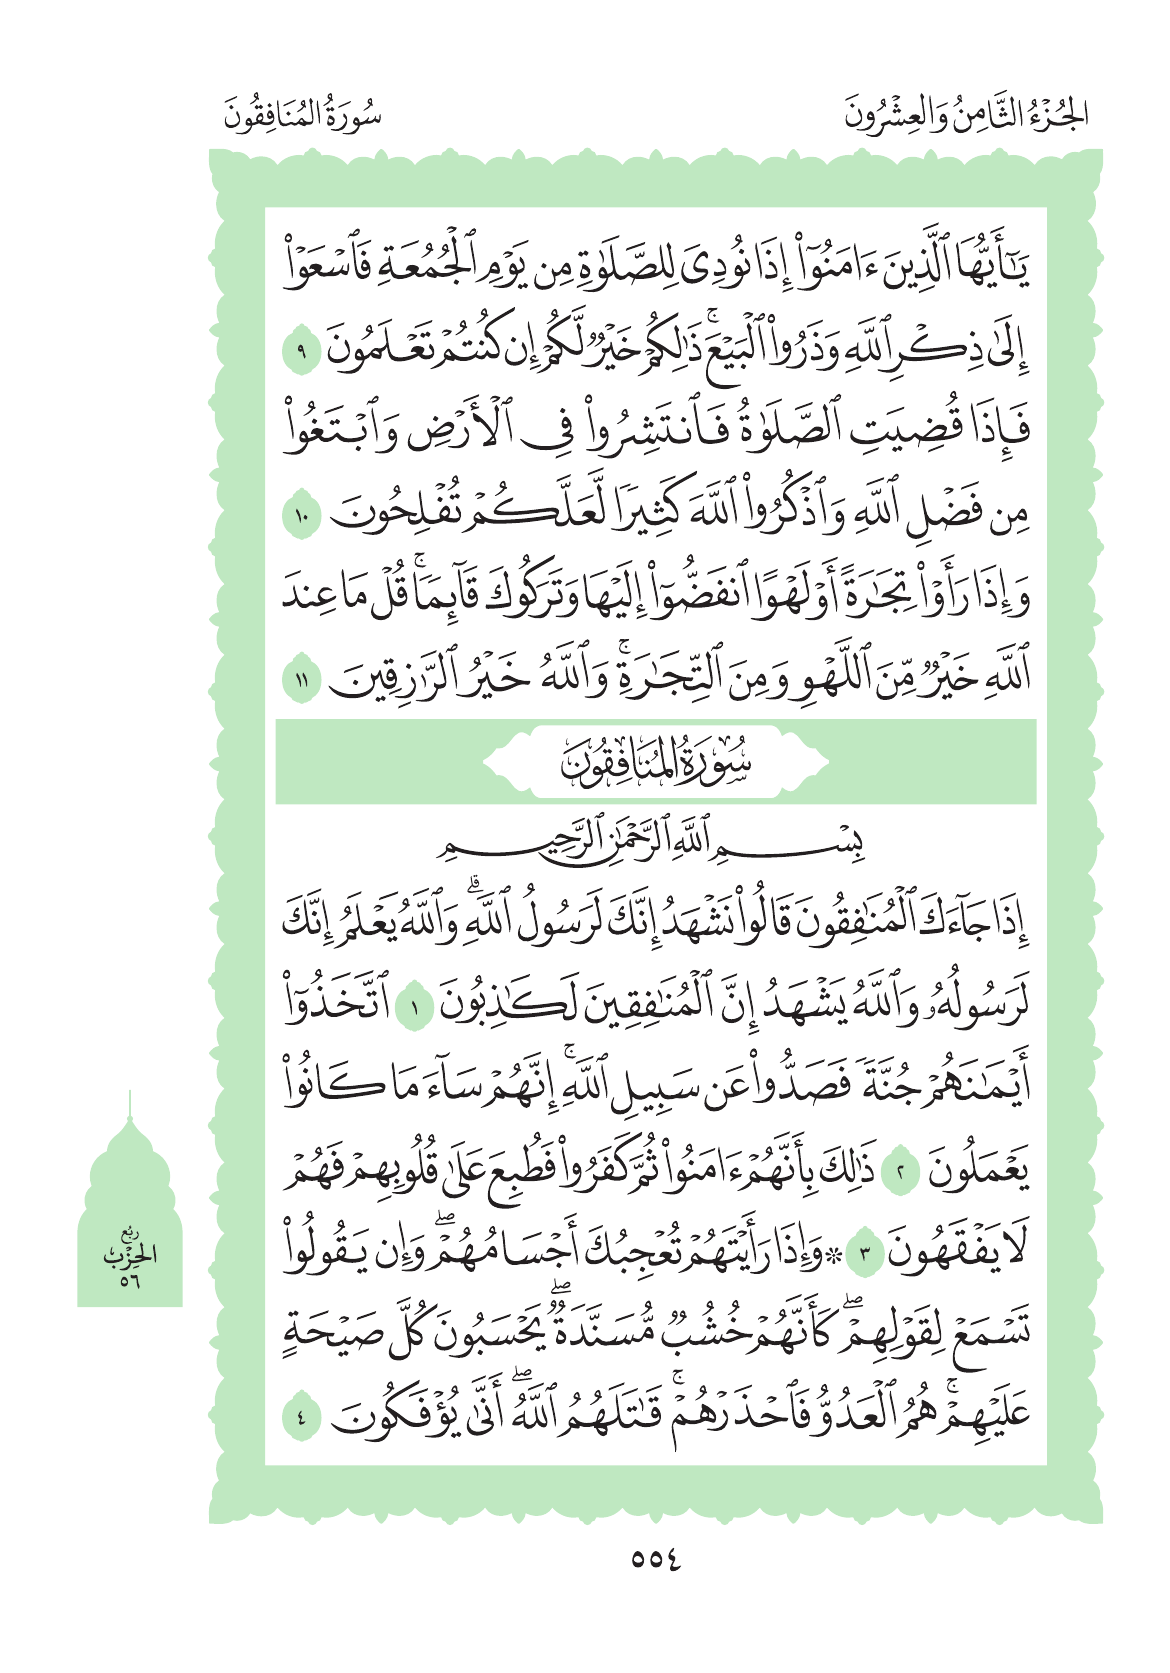 الجُزْءُ الثَّامِنُ وَالعِشْرُونَ
سُورَةُ المُنَافِقُونَ
يَـٰٓأَيُّهَا ٱلَّذِينَ ءَامَنُوٓا۟ إِذَا نُودِىَ لِلصَّلَوٰةِ مِن يَوْمِ ٱلْجُمُعَةِ فَٱسْعَوْا۟
إِلَىٰ ذِكْرِ ٱللَّهِ وَذَرُوا۟ ٱلْبَيْعَ ۚ ذَٰلِكُمْ خَيْرٌ لَّكُمْ إِن كُنتُمْ تَعْلَمُونَ ٩
فَإِذَا قُضِيَتِ ٱلصَّلَوٰةُ فَٱنتَشِرُوا۟ فِى ٱلْأَرْضِ وَٱبْتَغُوا۟
مِن فَضْلِ ٱللَّهِ وَٱذْكُرُوا۟ ٱللَّهَ كَثِيرًا لَّعَلَّكُمْ تُفْلِحُونَ ١٠
وَإِذَا رَأَوْا۟ تِجَـٰرَةً أَوْ لَهْوًا ٱنفَضُّوٓا۟ إِلَيْهَا وَتَرَكُوكَ قَآئِمًا ۚ قُلْ مَا عِندَ
ٱللَّهِ خَيْرٌ مِّنَ ٱللَّهْوِ وَمِنَ ٱلتِّجَـٰرَةِ ۚ وَٱللَّهُ خَيْرُ ٱلرَّٰزِقِينَ ١١
سُورَةُ المُنَافِقُونَ
بِسْمِ ٱللَّهِ ٱلرَّحْمَـٰنِ ٱلرَّحِيمِ
إِذَا جَآءَكَ ٱلْمُنَـٰفِقُونَ قَالُوا۟ نَشْهَدُ إِنَّكَ لَرَسُولُ ٱللَّهِ ۗ وَٱللَّهُ يَعْلَمُ إِنَّكَ
لَرَسُولُهُۥ وَٱللَّهُ يَشْهَدُ إِنَّ ٱلْمُنَـٰفِقِينَ لَكَـٰذِبُونَ ١ ٱتَّخَذُوٓا۟
أَيْمَـٰنَهُمْ جُنَّةً فَصَدُّوا۟ عَن سَبِيلِ ٱللَّهِ ۚ إِنَّهُمْ سَآءَ مَا كَانُوا۟
يَعْمَلُونَ ٢ ذَٰلِكَ بِأَنَّهُمْ ءَامَنُوا۟ ثُمَّ كَفَرُوا۟ فَطُبِعَ عَلَىٰ قُلُوبِهِمْ فَهُمْ
لَا يَفْقَهُونَ ٣ * وَإِذَا رَأَيْتَهُمْ تُعْجِبُكَ أَجْسَامُهُمْ ۖ وَإِن يَقُولُوا۟
تَسْمَعْ لِقَوْلِهِمْ ۖ كَأَنَّهُمْ خُشُبٌ مُّسَنَّدَةٌ ۖ يَحْسَبُونَ كُلَّ صَيْحَةٍ
عَلَيْهِمْ ۚ هُمُ ٱلْعَدُوُّ فَٱحْذَرْهُمْ ۚ قَـٰتَلَهُمُ ٱللَّهُ ۖ أَنَّىٰ يُؤْفَكُونَ ٤
رُبُع
الحِزْب
٥٦
٥٥٤